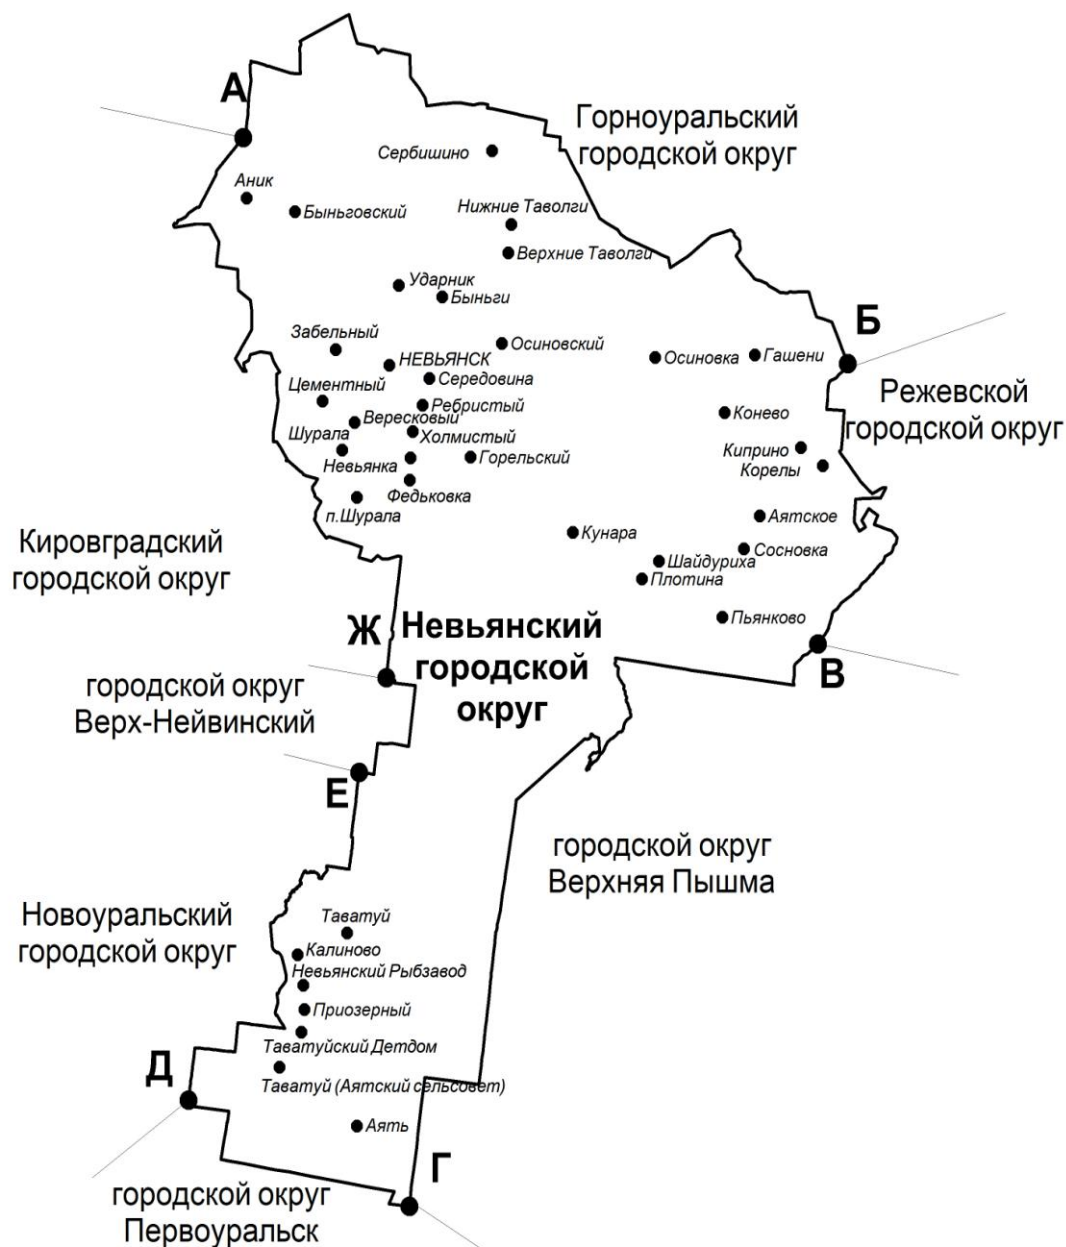 А
Горноуральский
городской округ
Сербишино
Аник
Быньговский
Нижние Таволги
Верхние Таволги
Ударник
Быньги
Б
Забельный
Осиновский
НЕВЬЯНСК
Осиновка
Гашени
Середовина
Цементный
Режевской
городской округ
Ребристый
Конево
Вересковый
Холмистый
Шурала
Киприно
Невьянка
Горельский
Корелы
Федьковка
п.Шурала
Аятское
Кунара
Кировградский
городской округ
Сосновка
Шайдуриха
Плотина
Пьянково
Ж
Невьянский
городской
округ
В
городской округ
Верх-Нейвинский
Е
городской округ
Верхняя Пышма
Новоуральский
городской округ
Таватуй
Калиново
Невьянский Рыбзавод
Приозерный
Таватуйский Детдом
Д
Таватуй (Аятский сельсовет)
Аять
Г
городской округ
Первоуральск